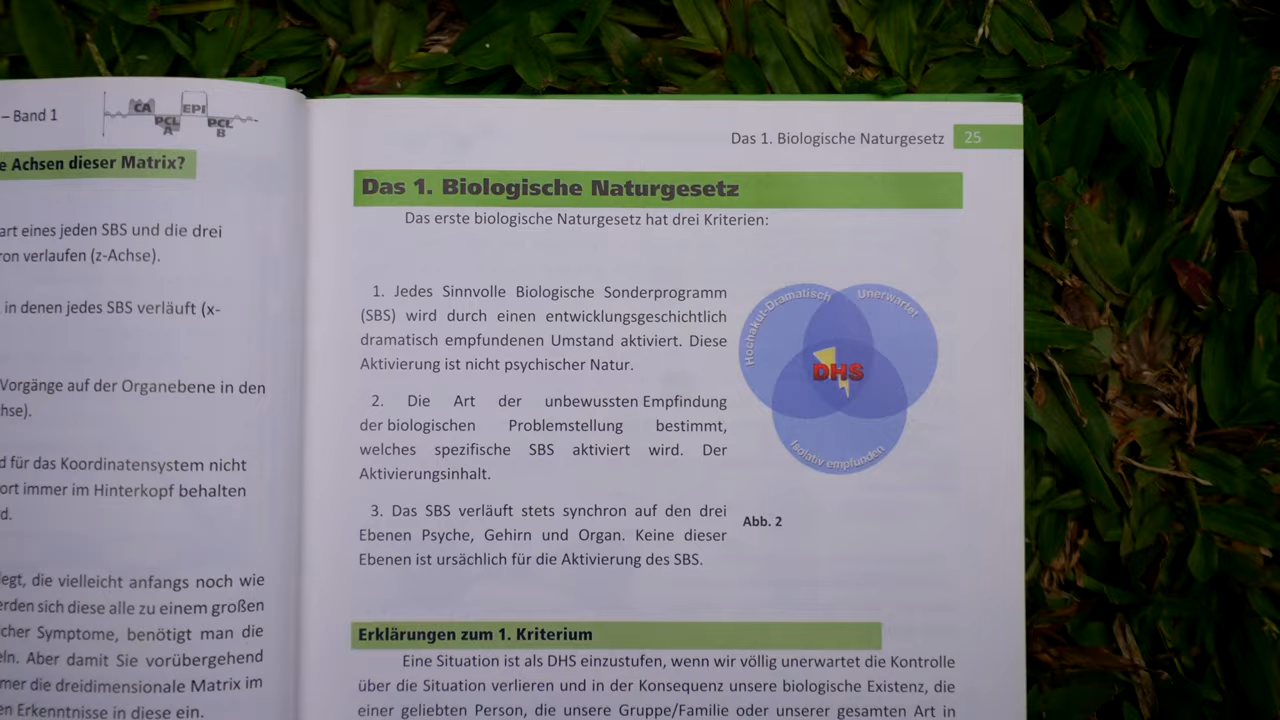 – Band 1
CA
EPI
PCL
A
PCL
B
e Achsen dieser Matrix?
art eines jeden SBS und die drei
ron verlaufen (z-Achse).
in denen jedes SBS verläuft (x-
Vorgänge auf der Organebene in den
hse).
d für das Koordinatensystem nicht
ort immer im Hinterkopf behalten
d.
legt, die vielleicht anfangs noch wie
erden sich diese alle zu einem großen
cher Symptome, benötigt man die
eln. Aber damit Sie vorübergehend
mer die dreidimensionale Matrix im
en Erkenntnisse in diese ein.
Das 1. Biologische Naturgesetz 25
Das 1. Biologische Naturgesetz
Das erste biologische Naturgesetz hat drei Kriterien:
1. Jedes Sinnvolle Biologische Sonderprogramm
(SBS) wird durch einen entwicklungsgeschichtlich
dramatisch empfundenen Umstand aktiviert. Diese
Aktivierung ist nicht psychischer Natur.
2. Die Art der unbewussten Empfindung
der biologischen Problemstellung bestimmt,
welches spezifische SBS aktiviert wird. Der
Aktivierungsinhalt.
3. Das SBS verläuft stets synchron auf den drei
Ebenen Psyche, Gehirn und Organ. Keine dieser
Ebenen ist ursächlich für die Aktivierung des SBS.
Hochakut-Dramatisch
Unerwartet
DHS
Isolativ empfunden
Abb. 2
Erklärungen zum 1. Kriterium
Eine Situation ist als DHS einzustufen, wenn wir völlig unerwartet die Kontrolle
über die Situation verlieren und in der Konsequenz unsere biologische Existenz, die
einer geliebten Person, die unsere Gruppe/Familie oder unserer gesamten Art in